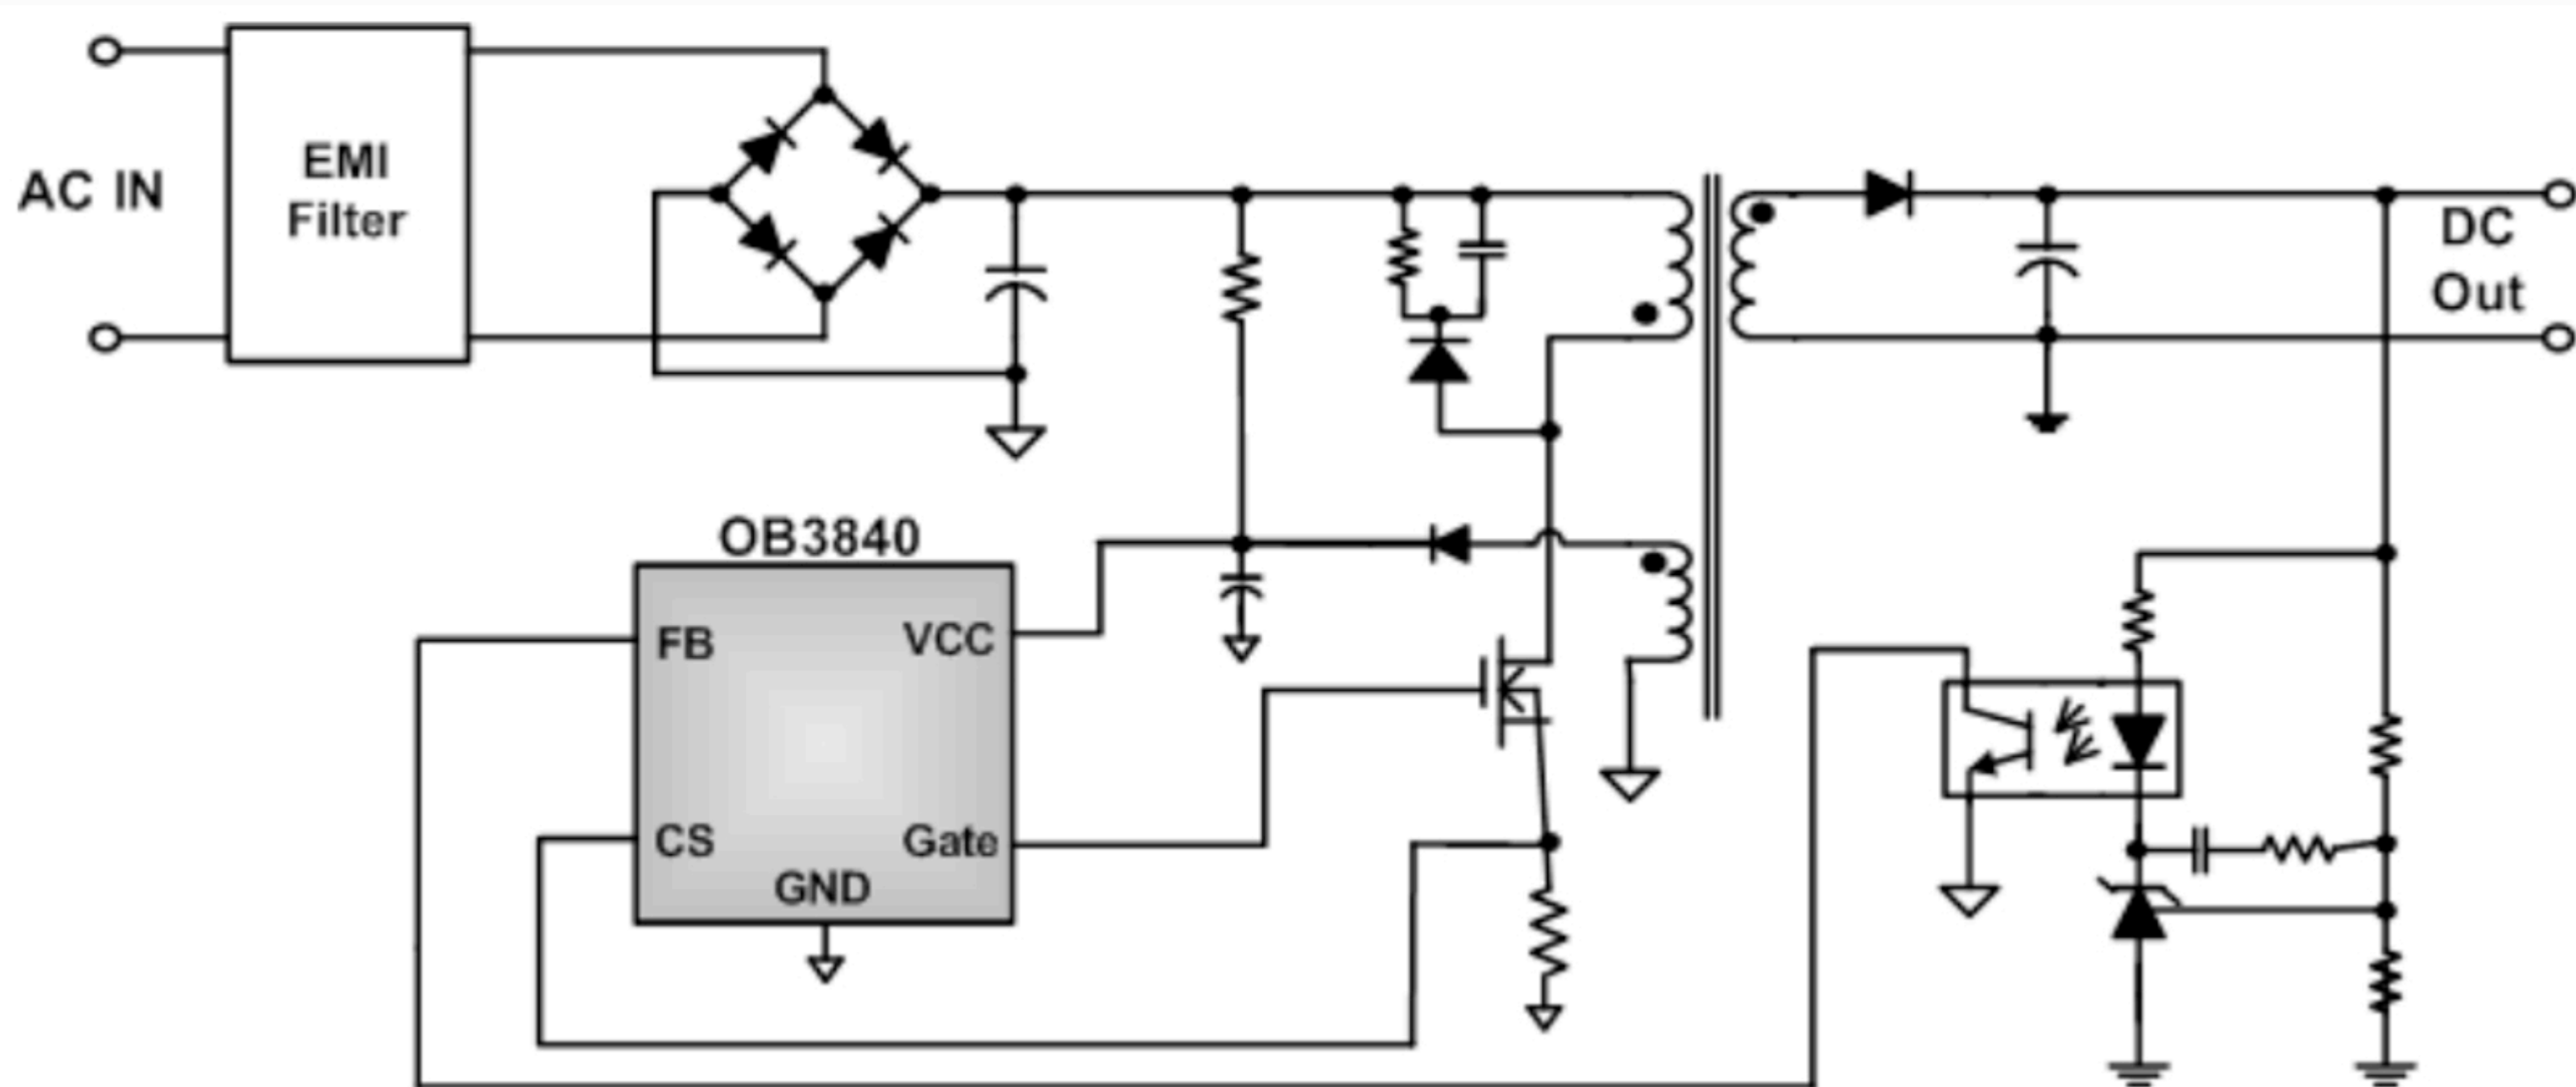 AC IN
EMI
Filter
DC
Out
OB3840
FB
VCC
CS
Gate
GND